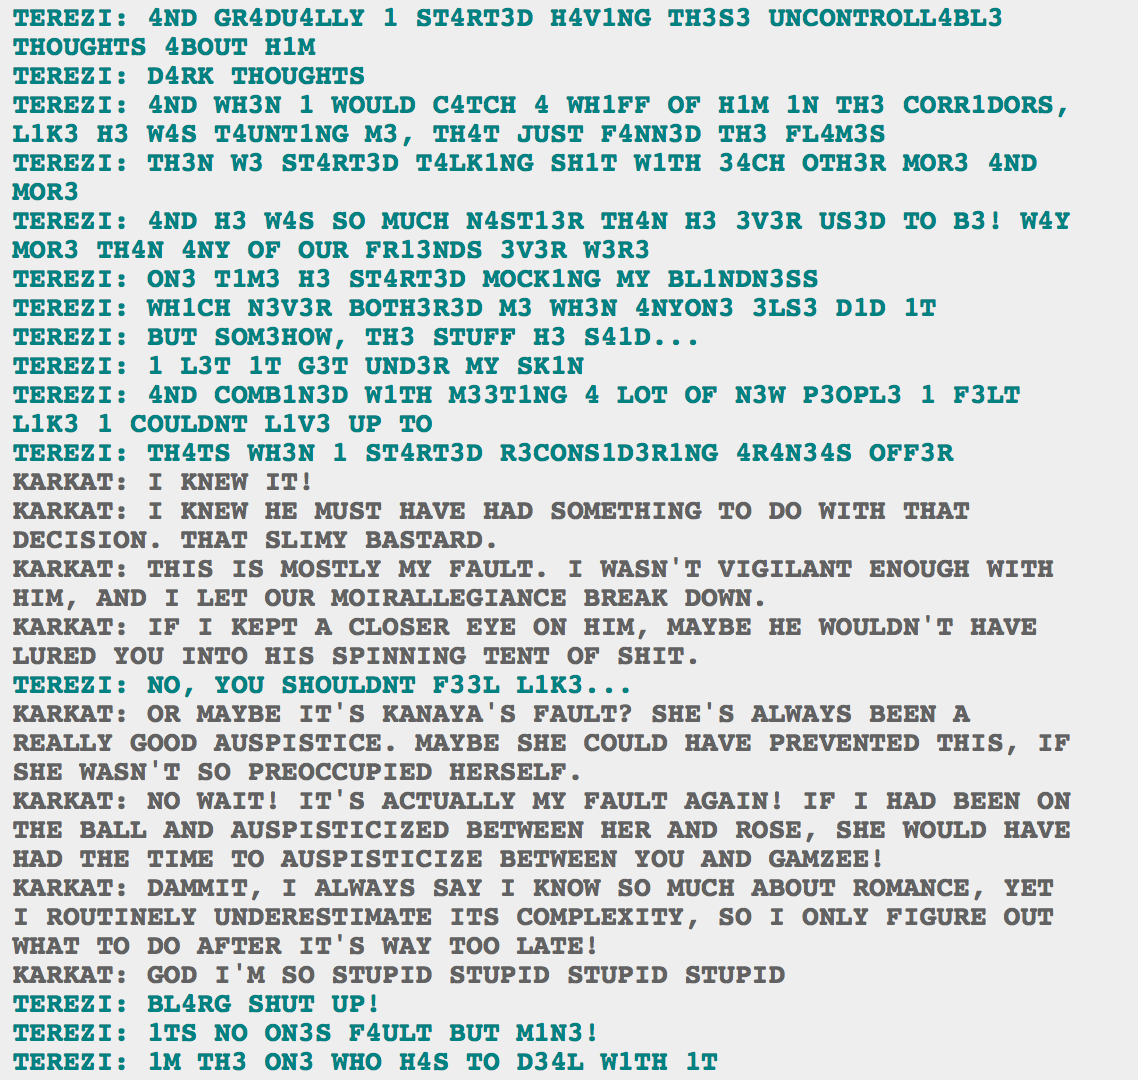 TEREZI: 4ND GR4DU4LLY 1 ST4RT3D H4V1NG TH3S3 UNCONTROLL4BL3
THOUGHTS 4BOUT H1M
TEREZI: D4RK THOUGHTS
TEREZI: 4ND WH3N 1 WOULD C4TCH 4 WH1FF OF H1M 1N TH3 CORR1DORS,
L1K3 H3 W4S T4UNT1NG M3, TH4T JUST F4NN3D TH3 FL4M3S
TEREZI: TH3N W3 ST4RT3D T4LK1NG SH1T W1TH 34CH OTH3R MOR3 4ND
MOR3
TEREZI: 4ND H3 W4S SO MUCH N4ST13R TH4N H3 3V3R US3D TO B3! W4Y
MOR3 TH4N 4NY OF OUR FR13NDS 3V3R W3R3
TEREZI: ON3 T1M3 H3 ST4RT3D MOCK1NG MY BL1NDN3SS
TEREZI: WH1CH N3V3R BOTH3R3D M3 WH3N 4NYON3 3LS3 D1D 1T
TEREZI: BUT SOM3HOW, TH3 STUFF H3 S41D...
TEREZI: 1 L3T 1T G3T UND3R MY SK1N
TEREZI: 4ND COMB1N3D W1TH M33T1NG 4 LOT OF N3W P3OPL3 1 F3LT
L1K3 1 COULDNT L1V3 UP TO
TEREZI: TH4TS WH3N 1 ST4RT3D R3CONS1D3R1NG 4R4N34S OFF3R
KARKAT: I KNEW IT!
KARKAT: I KNEW HE MUST HAVE HAD SOMETHING TO DO WITH THAT
DECISION. THAT SLIMY BASTARD.
KARKAT: THIS IS MOSTLY MY FAULT. I WASN'T VIGILANT ENOUGH WITH
HIM, AND I LET OUR MOIRALLEGIANCE BREAK DOWN.
KARKAT: IF I KEPT A CLOSER EYE ON HIM, MAYBE HE WOULDN'T HAVE
LURED YOU INTO HIS SPINNING TENT OF SHIT.
TEREZI: NO, YOU SHOULDNT F33L L1K3...
KARKAT: OR MAYBE IT'S KANAYA'S FAULT? SHE'S ALWAYS BEEN A
REALLY GOOD AUSPISTICE. MAYBE SHE COULD HAVE PREVENTED THIS, IF
SHE WASN'T SO PREOCCUPIED HERSELF.
KARKAT: NO WAIT! IT'S ACTUALLY MY FAULT AGAIN! IF I HAD BEEN ON
THE BALL AND AUSPISTICIZED BETWEEN HER AND ROSE, SHE WOULD HAVE
HAD THE TIME TO AUSPISTICIZE BETWEEN YOU AND GAMZEE!
KARKAT: DAMMIT, I ALWAYS SAY I KNOW SO MUCH ABOUT ROMANCE, YET
I ROUTINELY UNDERESTIMATE ITS COMPLEXITY, SO I ONLY FIGURE OUT
WHAT TO DO AFTER IT'S WAY TOO LATE!
KARKAT: GOD I'M SO STUPID STUPID STUPID STUPID
TEREZI: BL4RG SHUT UP!
TEREZI: 1TS NO ON3S F4ULT BUT M1N3!
TEREZI: 1M TH3 ON3 WHO H4S TO D34L W1TH 1T